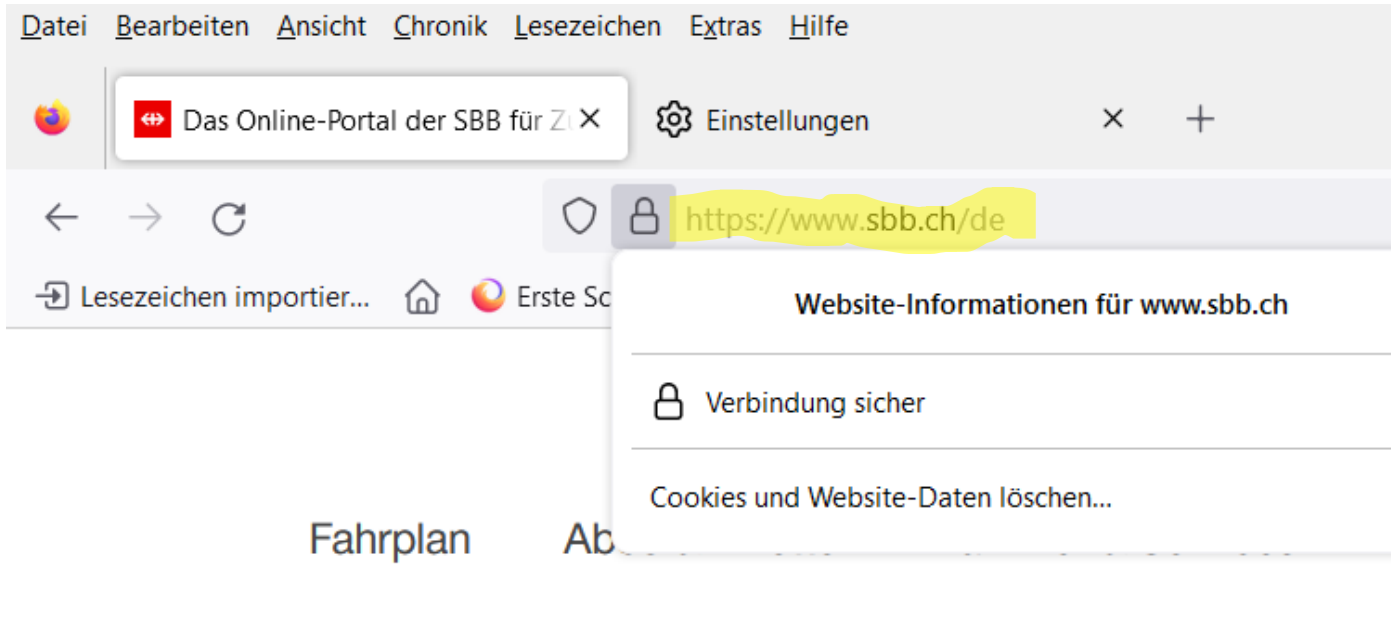 Datei Bearbeiten Ansicht Chronik Lesezeichen Extras Hilfe
Das Online-Portal der SBB für Zu Einstellungen
https://www.sbb.ch/de
Lesezeichen importier... Erste Sc
Website-Informationen für www.sbb.ch
Verbindung sicher
Cookies und Website-Daten löschen...
Fahrplan